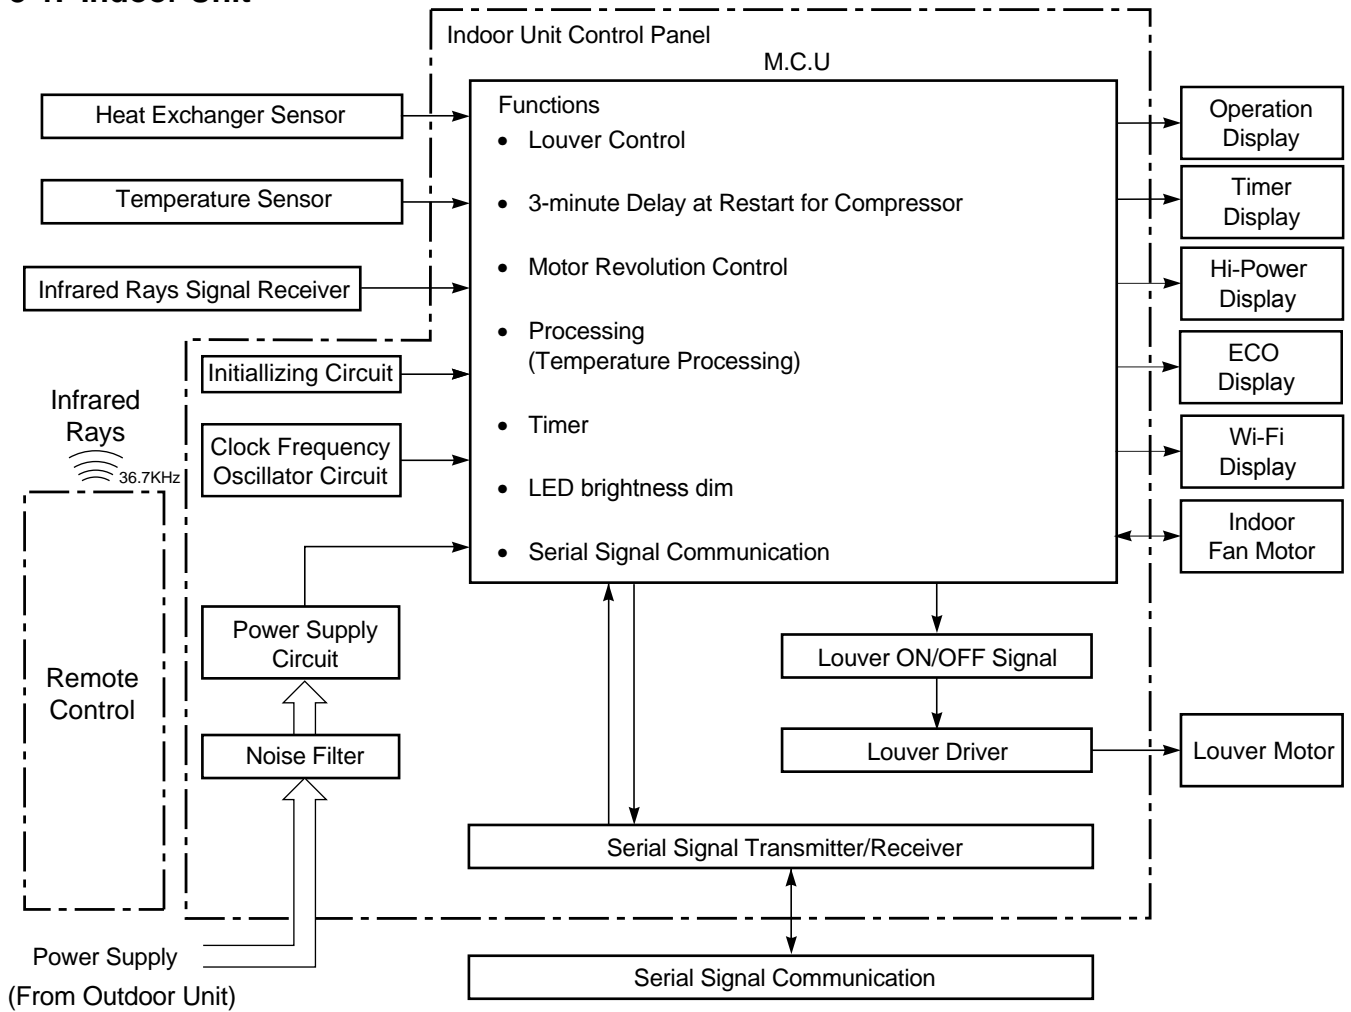 Indoor Unit Control Panel
M.C.U
Heat Exchanger Sensor
Temperature Sensor
Infrared Rays Signal Receiver
Initiallizing Circuit
Clock Frequency
Oscillator Circuit
Infrared
Rays
36.7KHz
Remote
Control
Power Supply
Circuit
Noise Filter
Power Supply
(From Outdoor Unit)
Functions
• Louver Control
• 3-minute Delay at Restart for Compressor
• Motor Revolution Control
• Processing
(Temperature Processing)
• Timer
• LED brightness dim
• Serial Signal Communication
Louver ON/OFF Signal
Louver Driver
Serial Signal Transmitter/Receiver
Serial Signal Communication
Operation
Display
Timer
Display
Hi-Power
Display
ECO
Display
Wi-Fi
Display
Indoor
Fan Motor
Louver Motor